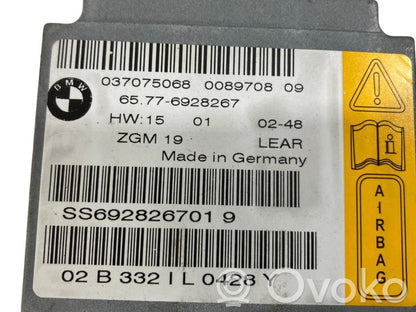 BMW
037075068 0089708 09
65.77-6928267
HW:15 01 02-48
ZGM 19 LEAR
Made in Germany
SS692826701 9
02 B 332 I L 0428 Y
AIRBAG
Ovoko